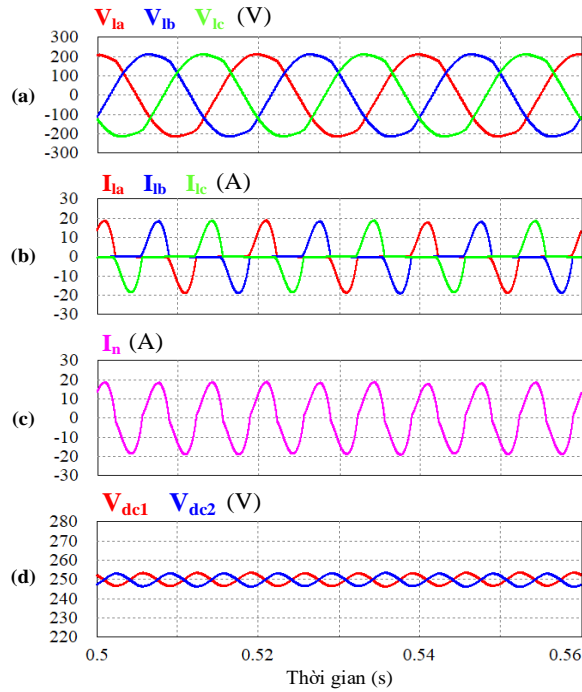 V_la V_lb V_lc (V)
300
200
100
0
-100
-200
-300
(a)
I_la I_lb I_lc (A)
30
20
10
0
-10
-20
-30
(b)
I_n (A)
30
20
10
0
-10
-20
-30
(c)
V_dc1 V_dc2 (V)
280
270
260
250
240
230
220
(d)
0.5 0.52 0.54 0.56
Thời gian (s)